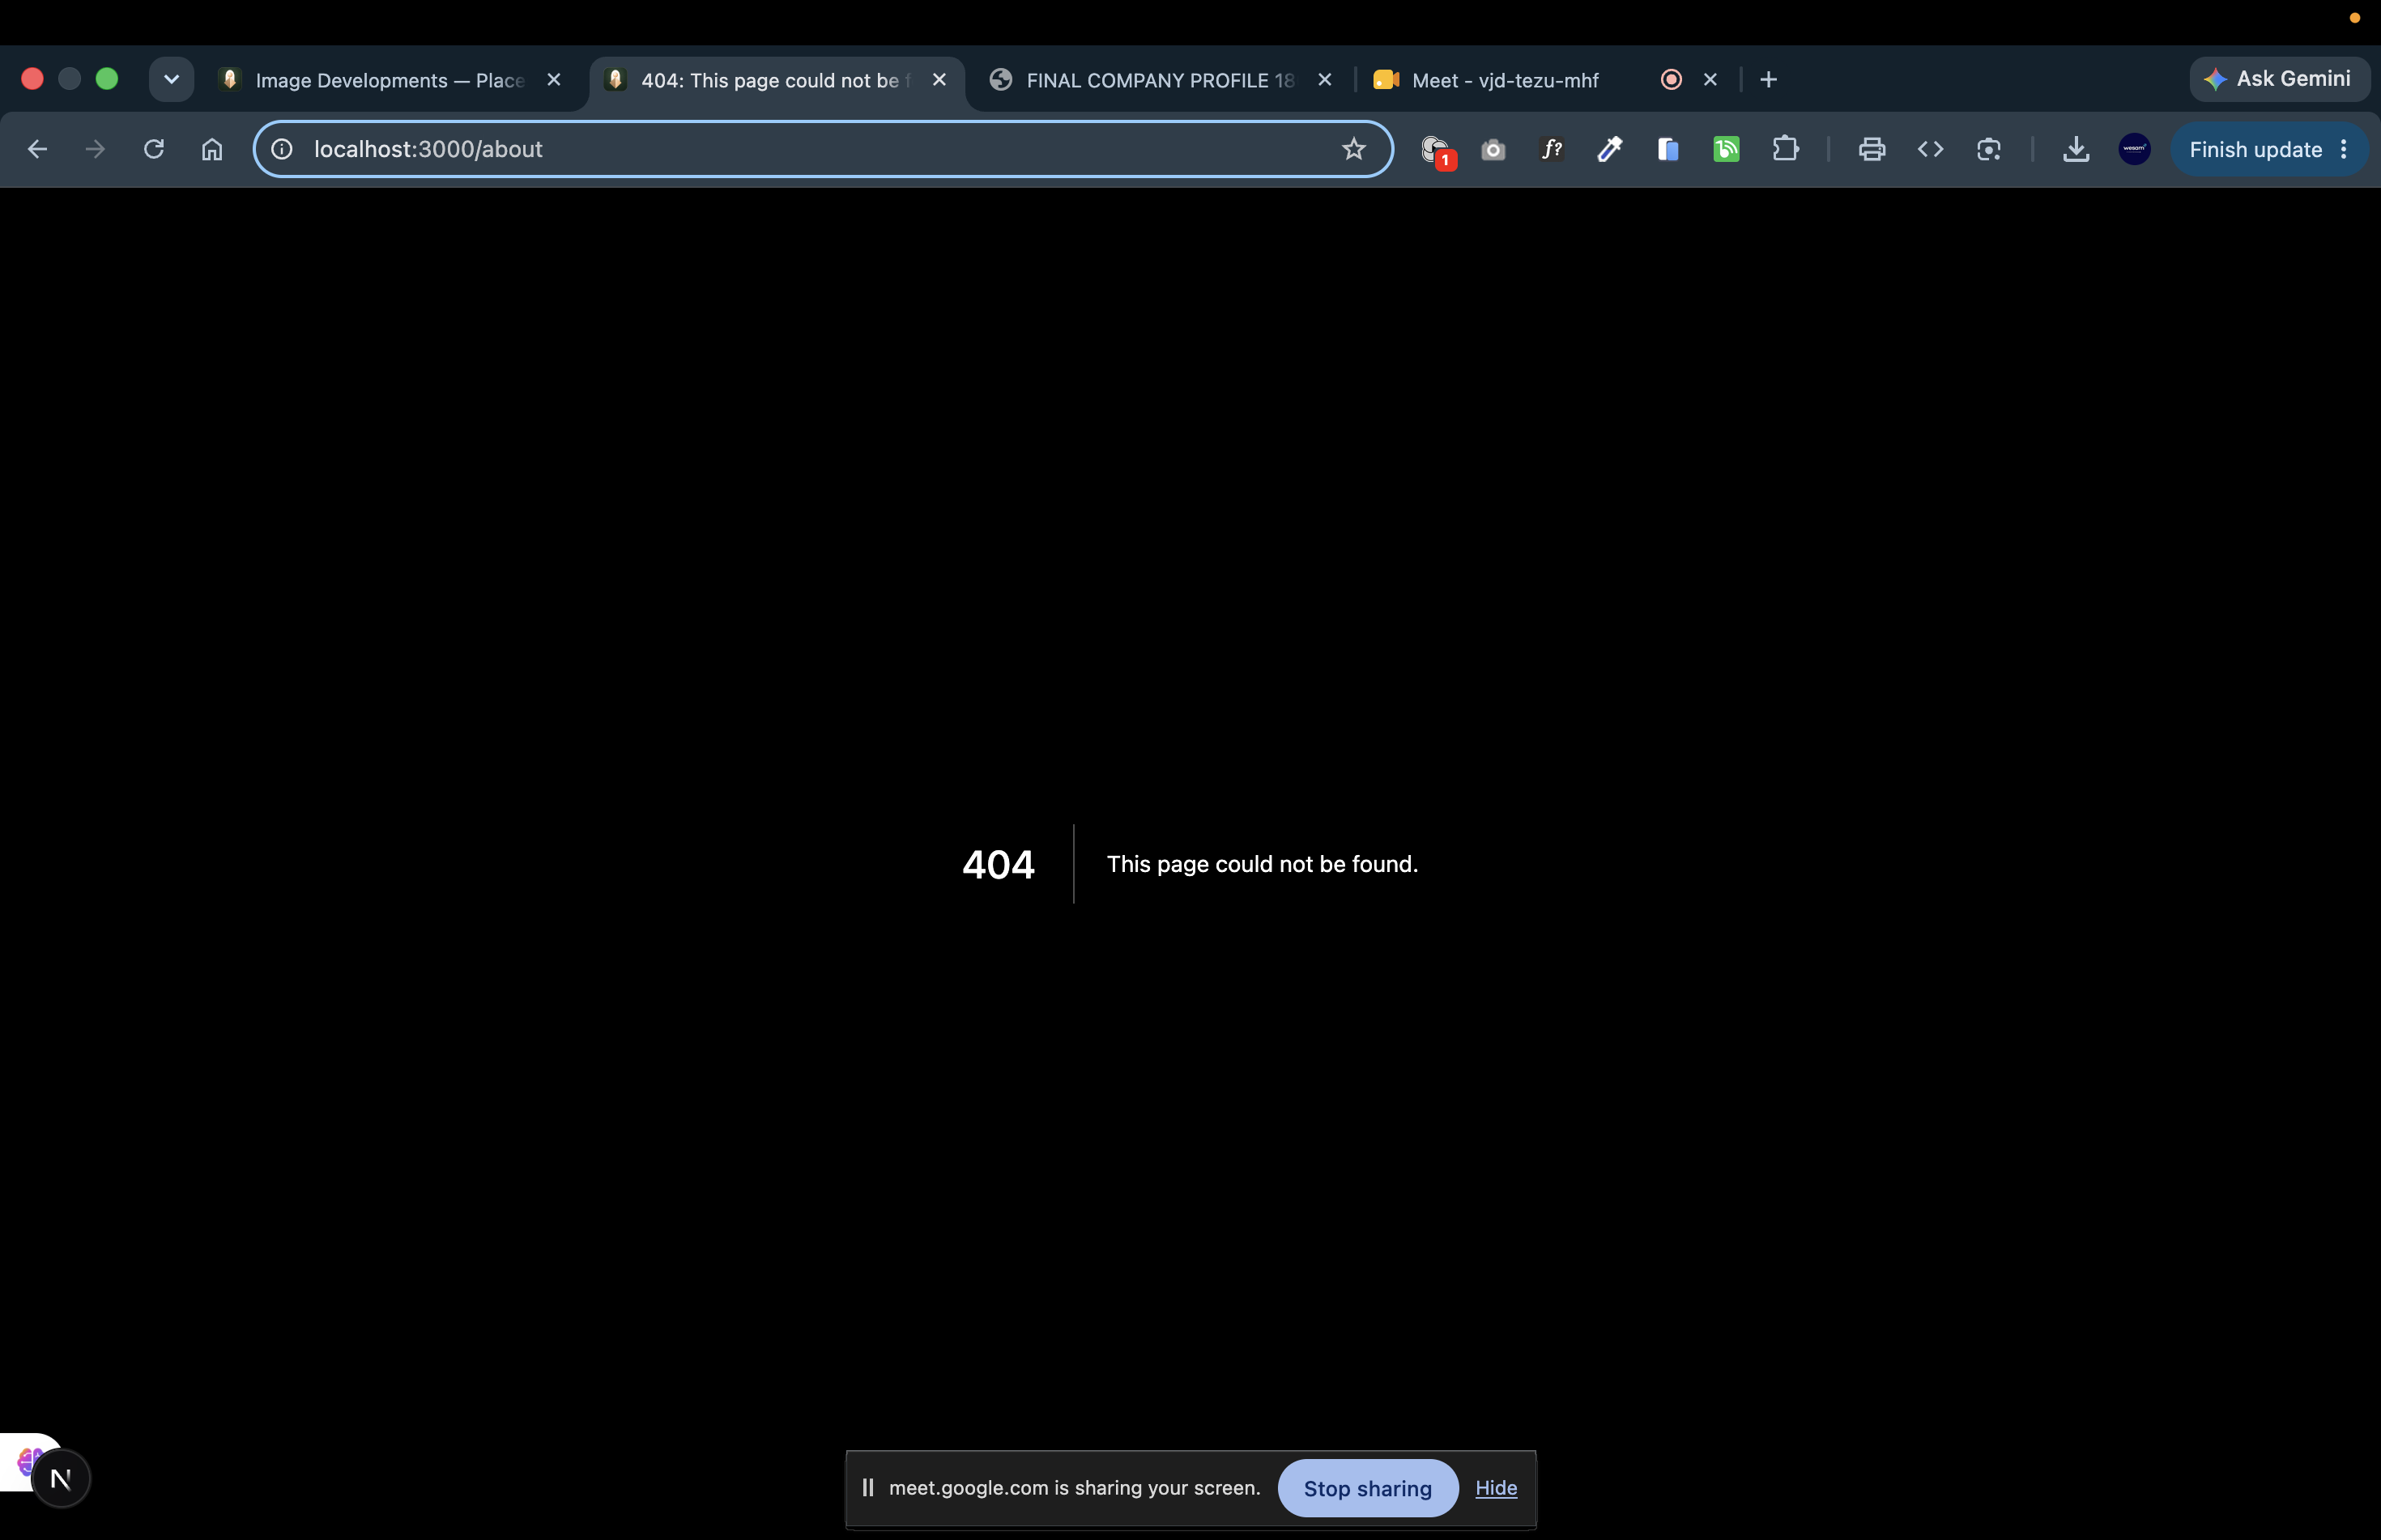 Image Developments — Place
404: This page could not be f
FINAL COMPANY PROFILE 18
Meet - vjd-tezu-mhf
Ask Gemini
localhost:3000/about
1
f?
wesam
Finish update
404
This page could not be found.
N
meet.google.com is sharing your screen.
Stop sharing
Hide